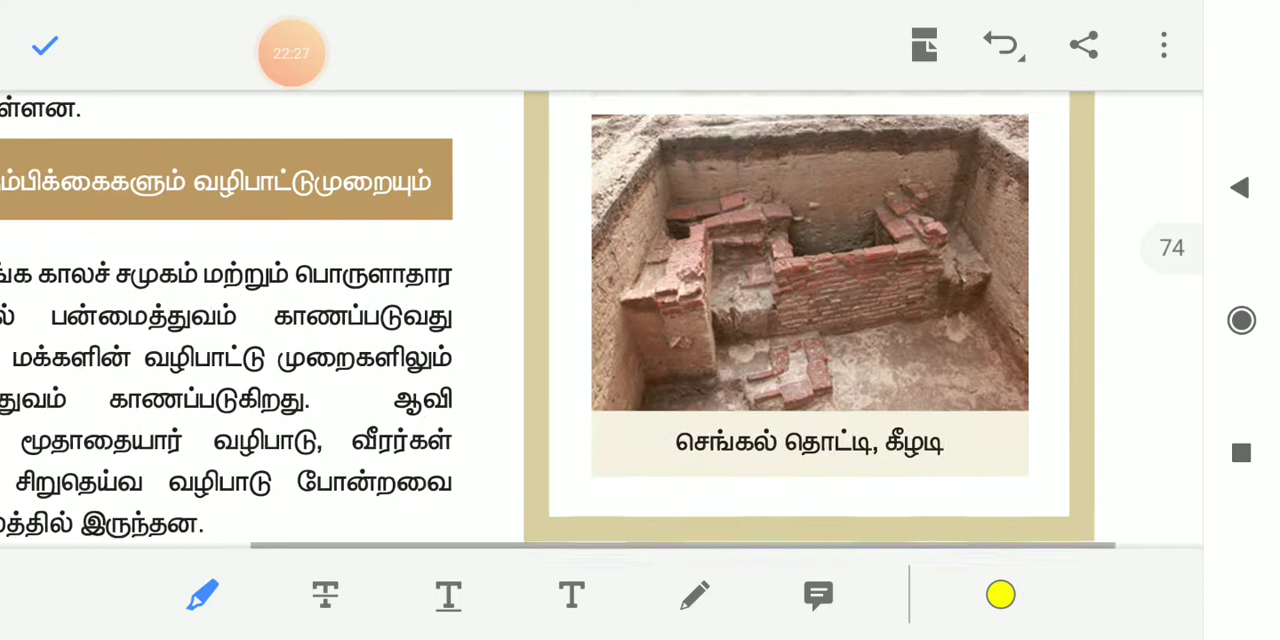 22:27
ள்ளன.
ம்பிக்கைகளும் வழிபாட்டுமுறையும்
க காலச் சமுகம் மற்றும் பொருளாதார
ல் பன்மைத்துவம் காணப்படுவது
மக்களின் வழிபாட்டு முறைகளிலும்
துவம் காணப்படுகிறது. ஆவி
மூதாதையார் வழிபாடு, வீரர்கள்
சிறுதெய்வ வழிபாடு போன்றவை
த்தில் இருந்தன.
செங்கல் தொட்டி, கீழடி
74